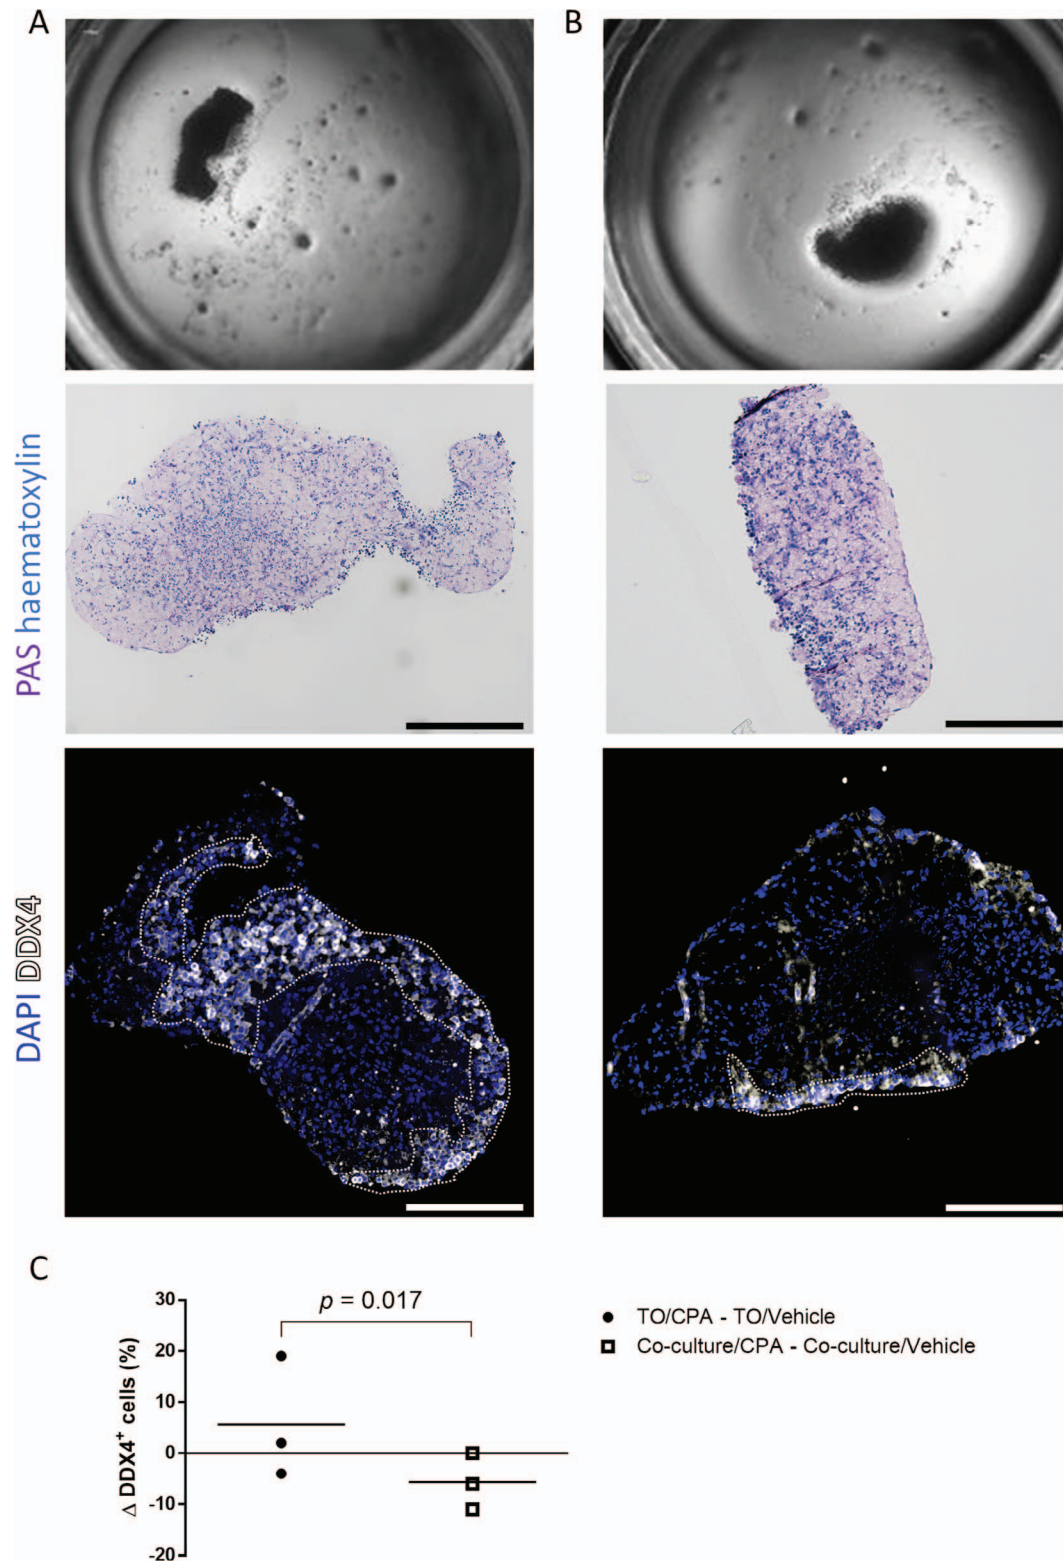 A
B
PAS haematoxylin
DAPI DDX4
C
30
20
10
0
-10
-20
Δ DDX4⁺ cells (%)
p = 0.017
TO/CPA - TO/Vehicle
Co-culture/CPA - Co-culture/Vehicle